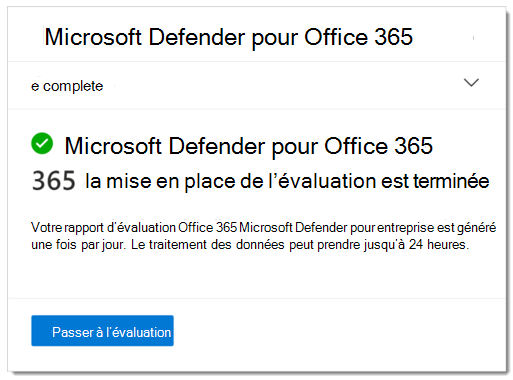 Microsoft Defender pour Office 365
e complete
Microsoft Defender pour Office 365
365 la mise en place de l’évaluation est terminée
Votre rapport d’évaluation Office 365 Microsoft Defender pour entreprise est généré
une fois par jour. Le traitement des données peut prendre jusqu’à 24 heures.
Passer à l’évaluation